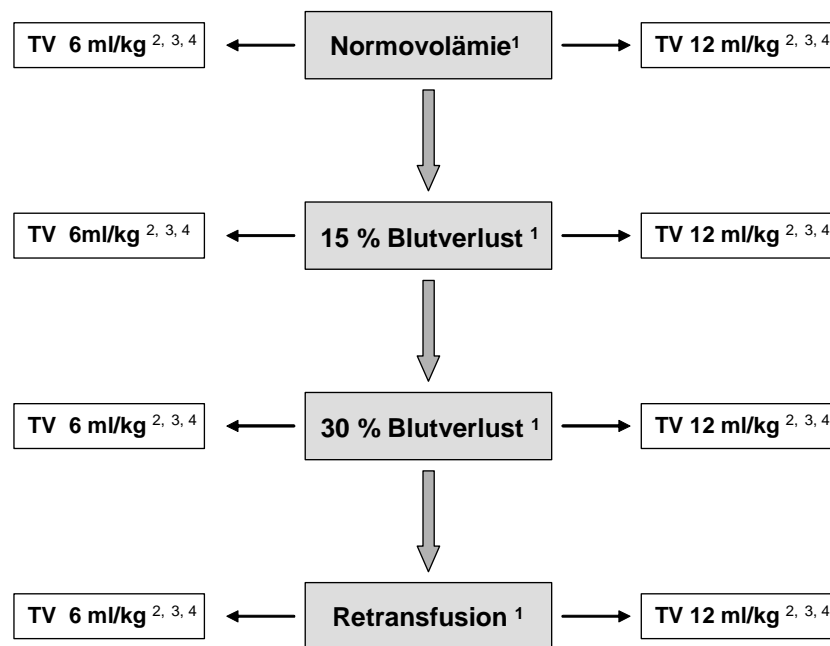 TV 6 ml/kg 2, 3, 4
Normovolämie1
TV 12 ml/kg 2, 3, 4
TV 6ml/kg 2, 3, 4
15 % Blutverlust 1
TV 12 ml/kg 2, 3, 4
TV 6 ml/kg 2, 3, 4
30 % Blutverlust 1
TV 12 ml/kg 2, 3, 4
TV 6 ml/kg 2, 3, 4
Retransfusion 1
TV 12 ml/kg 2, 3, 4